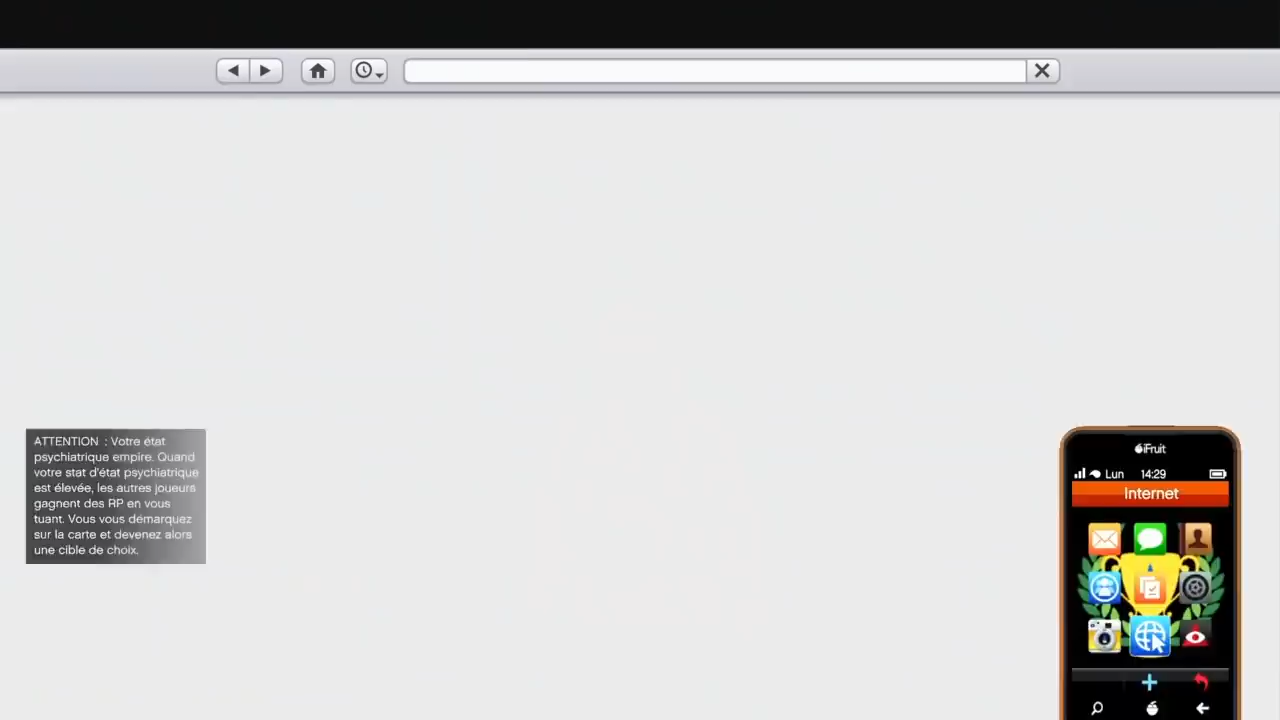 ATTENTION : Votre état
psychiatrique empire. Quand
votre stat d'état psychiatrique
est élevée, les autres joueurs
gagnent des RP en vous
tuant. Vous vous démarquez
sur la carte et devenez alors
une cible de choix.
iFruit
Lun 14:29
Internet